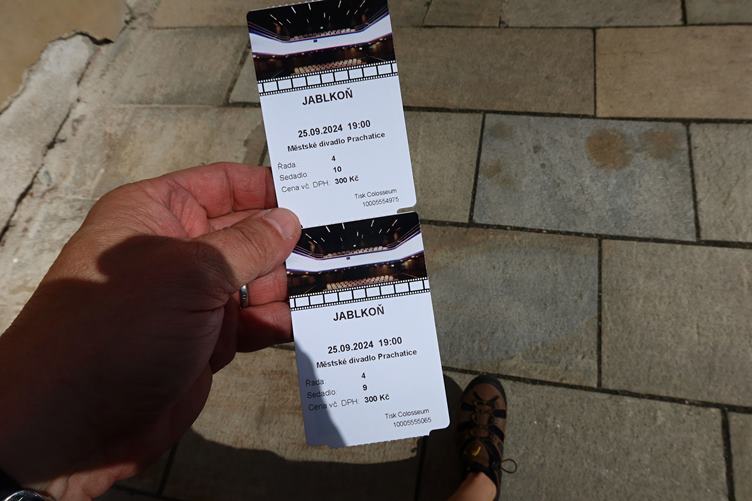 JABLKOŇ
25.09.2024 19:00
Městské divadlo Prachatice
Řada: 4
Sedadlo: 10
Cena vč. DPH: 300 Kč
Tisk Colosseum
10005554975
JABLKOŇ
25.09.2024 19:00
Městské divadlo Prachatice
Řada: 4
Sedadlo: 9
Cena vč. DPH: 300 Kč
Tisk Colosseum
10005555065